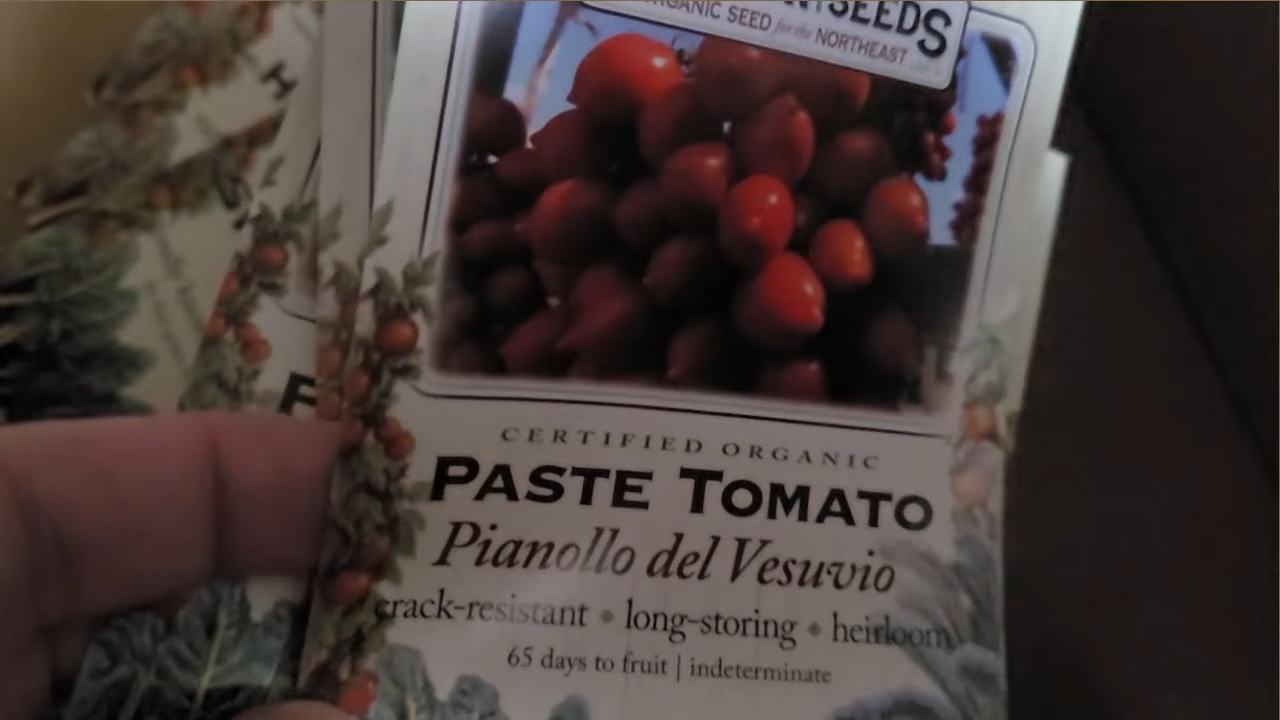 SEEDS
ORGANIC SEED for the NORTHEAST
CERTIFIED ORGANIC
PASTE TOMATO
Pianollo del Vesuvio
crack-resistant • long-storing • heirloom
65 days to fruit | indeterminate